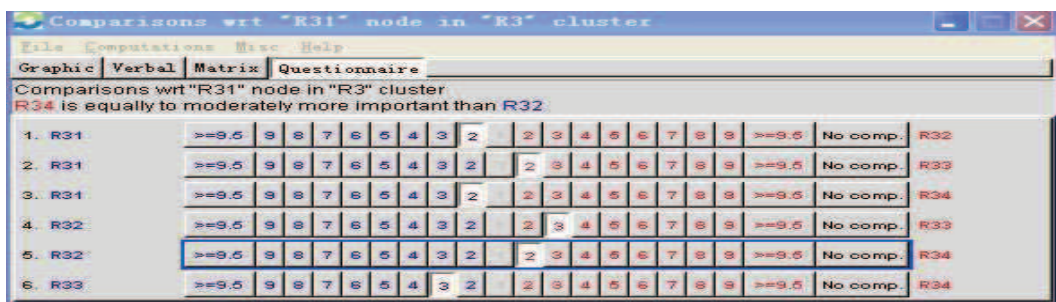 Comparisons wrt "R31" node in "R3" cluster
File Computations Misc Help
Graphic Verbal Matrix Questionnaire
Comparisons wrt "R31" node in "R3" cluster
R34 is equally to moderately more important than R32
1. R31 >=9.5 9 8 7 6 5 4 3 2 2 3 4 5 6 7 8 9 >=9.5 No comp. R32
2. R31 >=9.5 9 8 7 6 5 4 3 2 2 3 4 5 6 7 8 9 >=9.5 No comp. R33
3. R31 >=9.5 9 8 7 6 5 4 3 2 2 3 4 5 6 7 8 9 >=9.5 No comp. R34
4. R32 >=9.5 9 8 7 6 5 4 3 2 2 3 4 5 6 7 8 9 >=9.5 No comp. R33
5. R32 >=9.5 9 8 7 6 5 4 3 2 2 3 4 5 6 7 8 9 >=9.5 No comp. R34
6. R33 >=9.5 9 8 7 6 5 4 3 2 2 3 4 5 6 7 8 9 >=9.5 No comp. R34